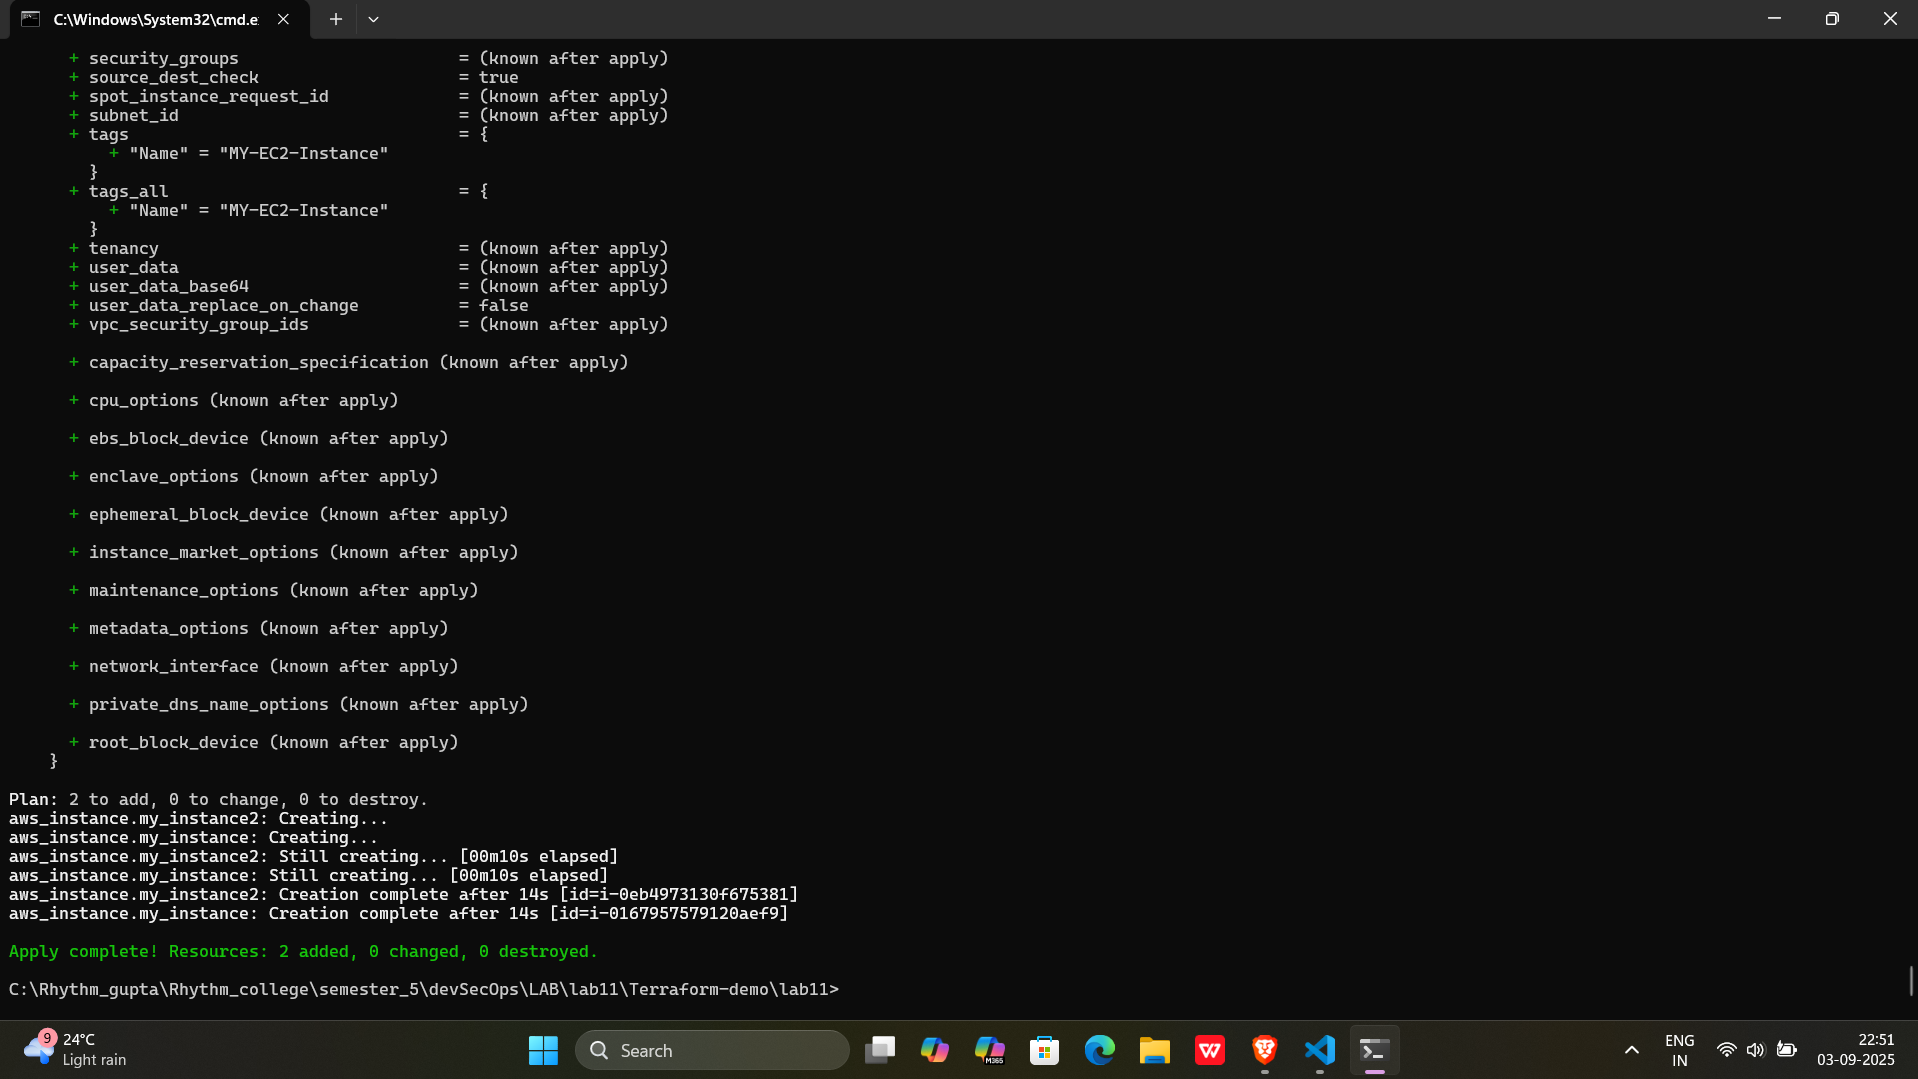 C:\Windows\System32\cmd.e
+ security_groups = (known after apply)
+ source_dest_check = true
+ spot_instance_request_id = (known after apply)
+ subnet_id = (known after apply)
+ tags = {
+ "Name" = "MY-EC2-Instance"
}
+ tags_all = {
+ "Name" = "MY-EC2-Instance"
}
+ tenancy = (known after apply)
+ user_data = (known after apply)
+ user_data_base64 = (known after apply)
+ user_data_replace_on_change = false
+ vpc_security_group_ids = (known after apply)
+ capacity_reservation_specification (known after apply)
+ cpu_options (known after apply)
+ ebs_block_device (known after apply)
+ enclave_options (known after apply)
+ ephemeral_block_device (known after apply)
+ instance_market_options (known after apply)
+ maintenance_options (known after apply)
+ metadata_options (known after apply)
+ network_interface (known after apply)
+ private_dns_name_options (known after apply)
+ root_block_device (known after apply)
}
Plan: 2 to add, 0 to change, 0 to destroy.
aws_instance.my_instance2: Creating...
aws_instance.my_instance: Creating...
aws_instance.my_instance2: Still creating... [00m10s elapsed]
aws_instance.my_instance: Still creating... [00m10s elapsed]
aws_instance.my_instance2: Creation complete after 14s [id=i-0eb4973130f675381]
aws_instance.my_instance: Creation complete after 14s [id=i-0167957579120aef9]
Apply complete! Resources: 2 added, 0 changed, 0 destroyed.
C:\Rhythm_gupta\Rhythm_college\semester_5\devSecOps\LAB\lab11\Terraform-demo\lab11>
9
24°C
Light rain
Search
M365
W
ENG
IN
22:51
03-09-2025